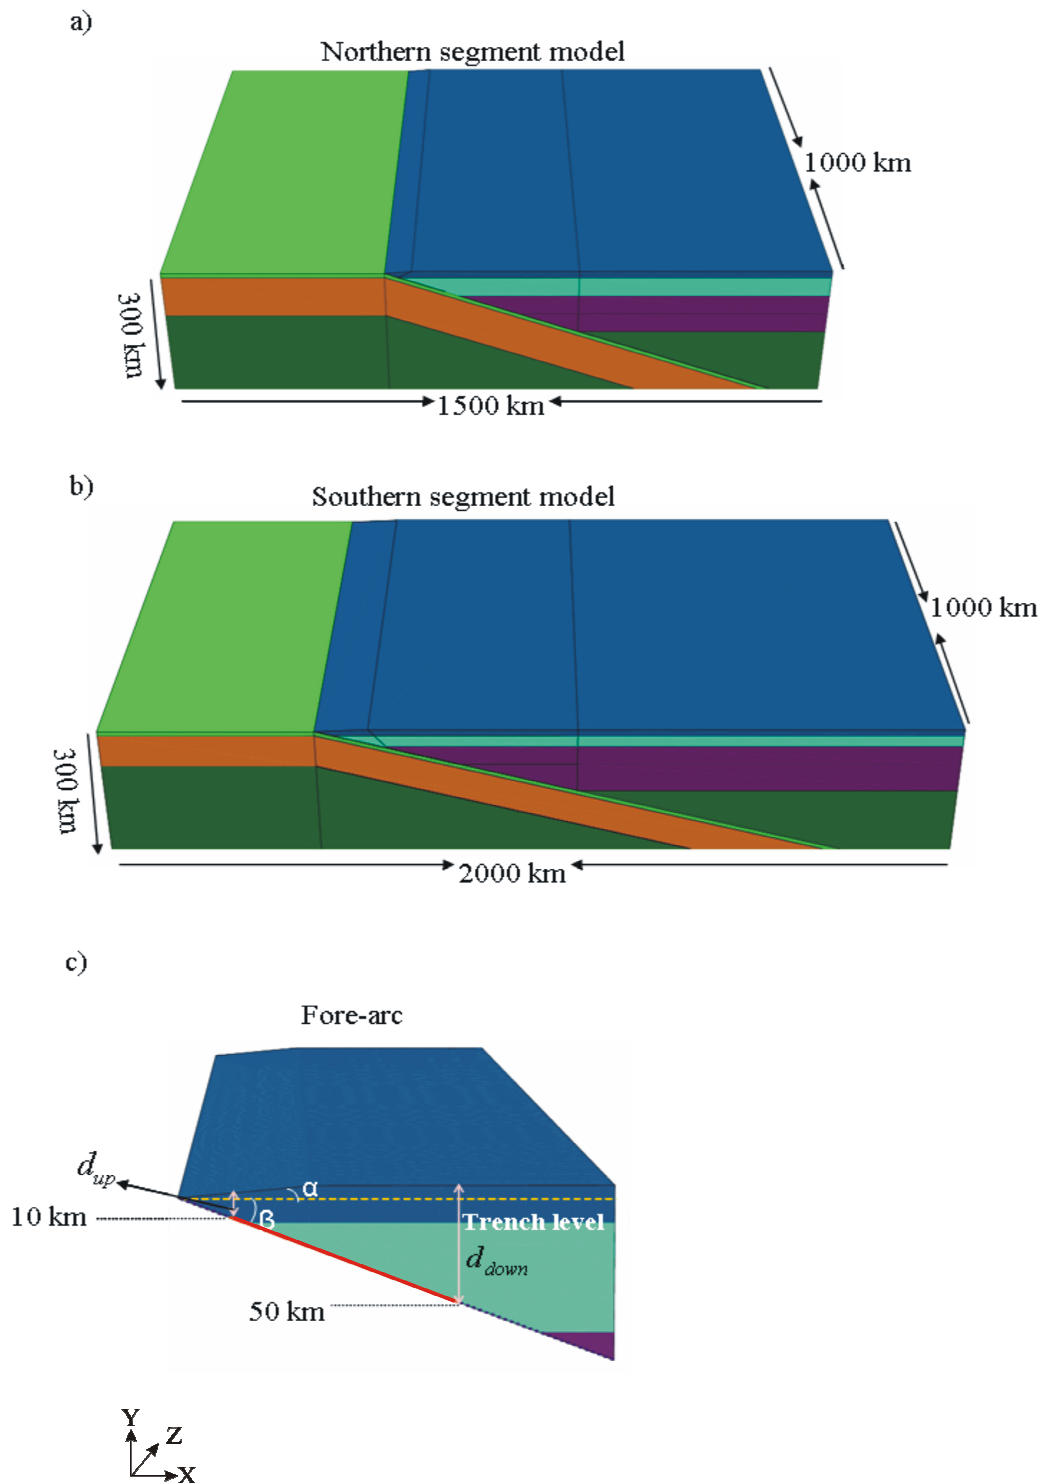 a)
Northern segment model
1000 km
300 km
1500 km
b)
Southern segment model
1000 km
300 km
2000 km
c)
Fore-arc
d_up
α
β
10 km
Trench level
d_down
50 km
Y
Z
X